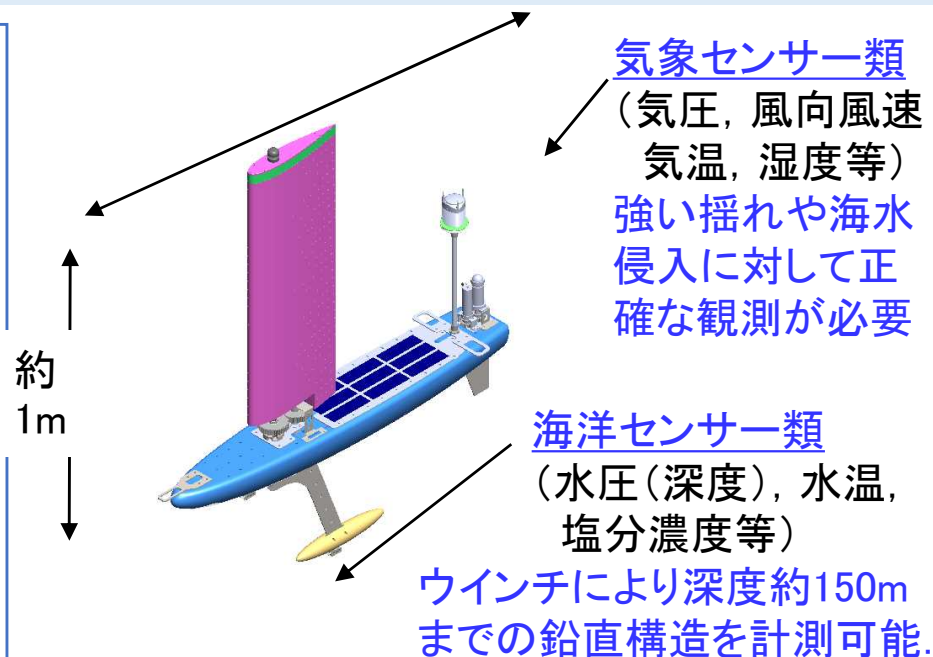 気象センサー類
（気圧，風向風速
気温，湿度等）
強い揺れや海水
侵入に対して正
確な観測が必要
約
1m
海洋センサー類
（水圧（深度），水温，
塩分濃度等）
ウインチにより深度約150m
までの鉛直構造を計測可能.